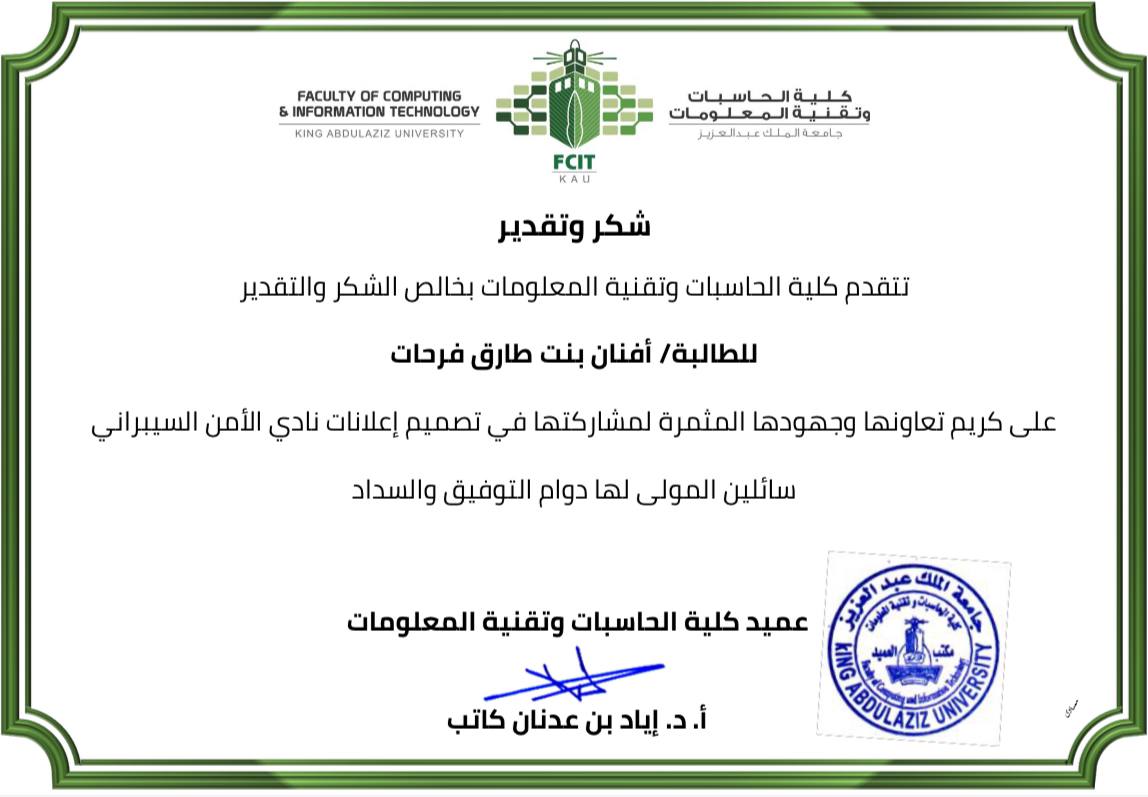 FACULTY OF COMPUTING
& INFORMATION TECHNOLOGY
KING ABDULAZIZ UNIVERSITY
كلية الحاسبات
وتقنية المعلومات
جامعة الملك عبدالعزيز
FCIT
KAU
شكر وتقدير
تتقدم كلية الحاسبات وتقنية المعلومات بخالص الشكر والتقدير
للطالبة/ أفنان بنت طارق فرحات
على كريم تعاونها وجهودها المثمرة لمشاركتها في تصميم إعلانات نادي الأمن السيبراني
سائلين المولى لها دوام التوفيق والسداد
عميد كلية الحاسبات وتقنية المعلومات
أ. د. إياد بن عدنان كاتب
جامعة الملك عبد العزيز
كلية الحاسبات و تقنية المعلومات
مكتب العميد
Faculty of Computing and Information Technology
KING ABDULAZIZ UNIVERSITY